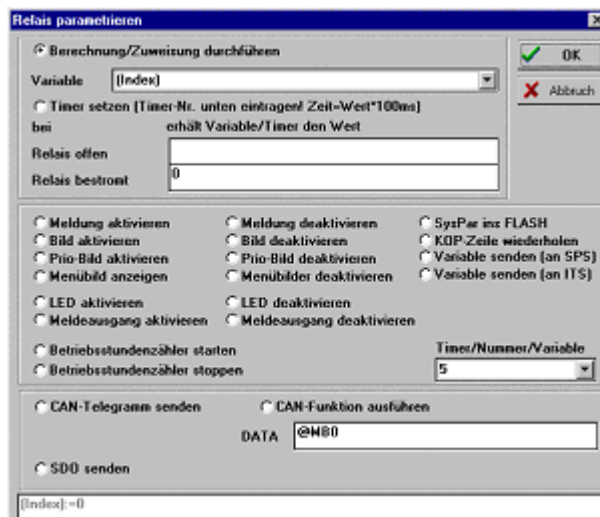 Relais parametrieren
Berechnung/Zuweisung durchführen
OK
Variable
(Index)
Abbruch
Timer setzen (Timer-Nr. unten eintragen! Zeit=Wert*100ms)
bei erhält Variable/Timer den Wert
Relais offen
Relais bestromt
0
Meldung aktivieren Meldung deaktivieren SysPar ins FLASH
Bild aktivieren Bild deaktivieren KOP-Zeile wiederholen
Prio-Bild aktivieren Prio-Bild deaktivieren Variable senden (an SPS)
Menübild anzeigen Menübilder deaktivieren Variable senden (an ITS)
LED aktivieren LED deaktivieren
Meldeausgang aktivieren Meldeausgang deaktivieren
Betriebsstundenzähler starten Timer/Nummer/Variable
Betriebsstundenzähler stoppen 5
CAN-Telegramm senden CAN-Funktion ausführen
DATA @W80
SDO senden
(Index):=0